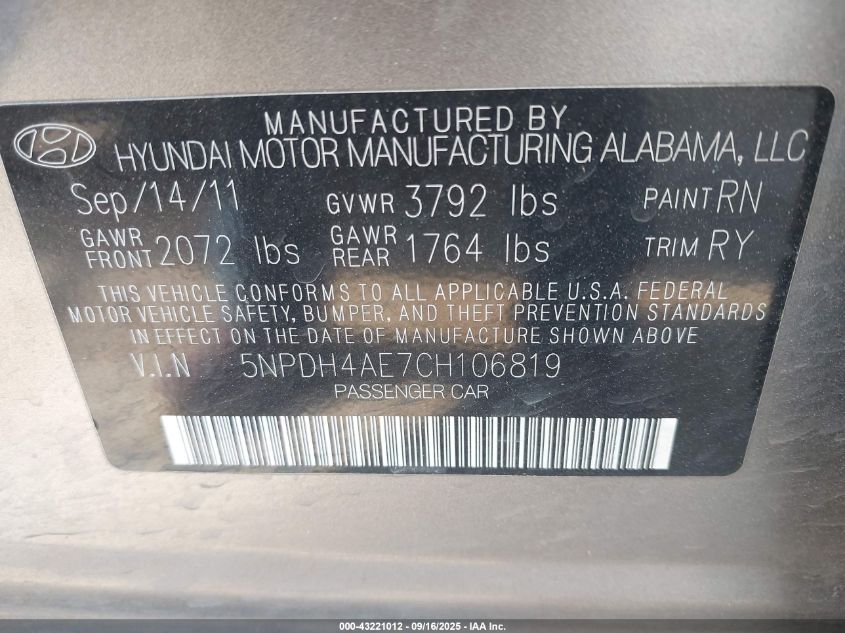 MANUFACTURED BY
HYUNDAI MOTOR MANUFACTURING ALABAMA, LLC
Sep/14/11 GVWR 3792 lbs PAINT RN
GAWR FRONT 2072 lbs GAWR REAR 1764 lbs TRIM RY
THIS VEHICLE CONFORMS TO ALL APPLICABLE U.S.A. FEDERAL
MOTOR VEHICLE SAFETY, BUMPER, AND THEFT PREVENTION STANDARDS
IN EFFECT ON THE DATE OF MANUFACTURE SHOWN ABOVE
V.I.N 5NPDH4AE7CH106819
PASSENGER CAR
000-43221012 - 09/16/2025 - IAA Inc.